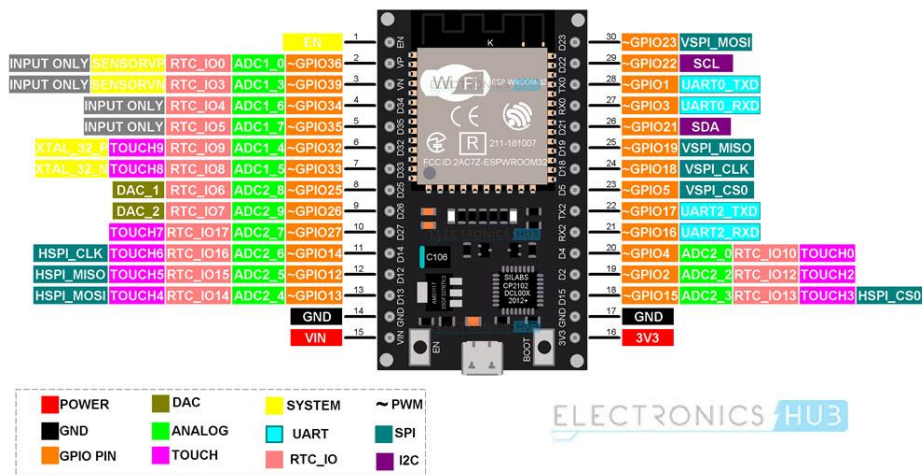 EN 1 EN K D23 30 ~GPIO23 VSPI_MOSI
INPUT ONLY SENSORVP RTC_IO0 ADC1_0 ~GPIO36 2 VP D22 29 ~GPIO22 SCL
INPUT ONLY SENSORVN RTC_IO3 ADC1_3 ~GPIO39 3 VN TX0 28 ~GPIO1 UART0_TXD
INPUT ONLY RTC_IO4 ADC1_6 ~GPIO34 4 D34 RX0 27 ~GPIO3 UART0_RXD
INPUT ONLY RTC_IO5 ADC1_7 ~GPIO35 5 D35 D21 26 ~GPIO21 SDA
XTAL_32_P TOUCH9 RTC_IO9 ADC1_4 ~GPIO32 6 D32 D19 25 ~GPIO19 VSPI_MISO
XTAL_32_N TOUCH8 RTC_IO8 ADC1_5 ~GPIO33 7 D33 D18 24 ~GPIO18 VSPI_CLK
DAC_1 RTC_IO6 ADC2_8 ~GPIO25 8 D25 D5 23 ~GPIO5 VSPI_CS0
DAC_2 RTC_IO7 ADC2_9 ~GPIO26 9 D26 TX2 22 ~GPIO17 UART2_TXD
TOUCH7 RTC_IO17 ADC2_7 ~GPIO27 10 D27 RX2 21 ~GPIO16 UART2_RXD
HSPI_CLK TOUCH6 RTC_IO16 ADC2_6 ~GPIO14 11 D14 D4 20 ~GPIO4 ADC2_0 RTC_IO10 TOUCH0
HSPI_MISO TOUCH5 RTC_IO15 ADC2_5 ~GPIO12 12 D12 D2 19 ~GPIO2 ADC2_2 RTC_IO12 TOUCH2
HSPI_MOSI TOUCH4 RTC_IO14 ADC2_4 ~GPIO13 13 D13 D15 18 ~GPIO15 ADC2_3 RTC_IO13 TOUCH3 HSPI_CS0
GND 14 GND GND 17 GND
VIN 15 VIN 3V3 16 3V3
WiFi
CE
R 211-161007
FCC ID:2AC7Z-ESPWROOM32
C106
SILABS
CP2102
DCL00X
2012+
EN BOOT
POWER DAC SYSTEM ~ PWM
GND ANALOG UART SPI
GPIO PIN TOUCH RTC_IO I2C
ELECTRONICS HUB